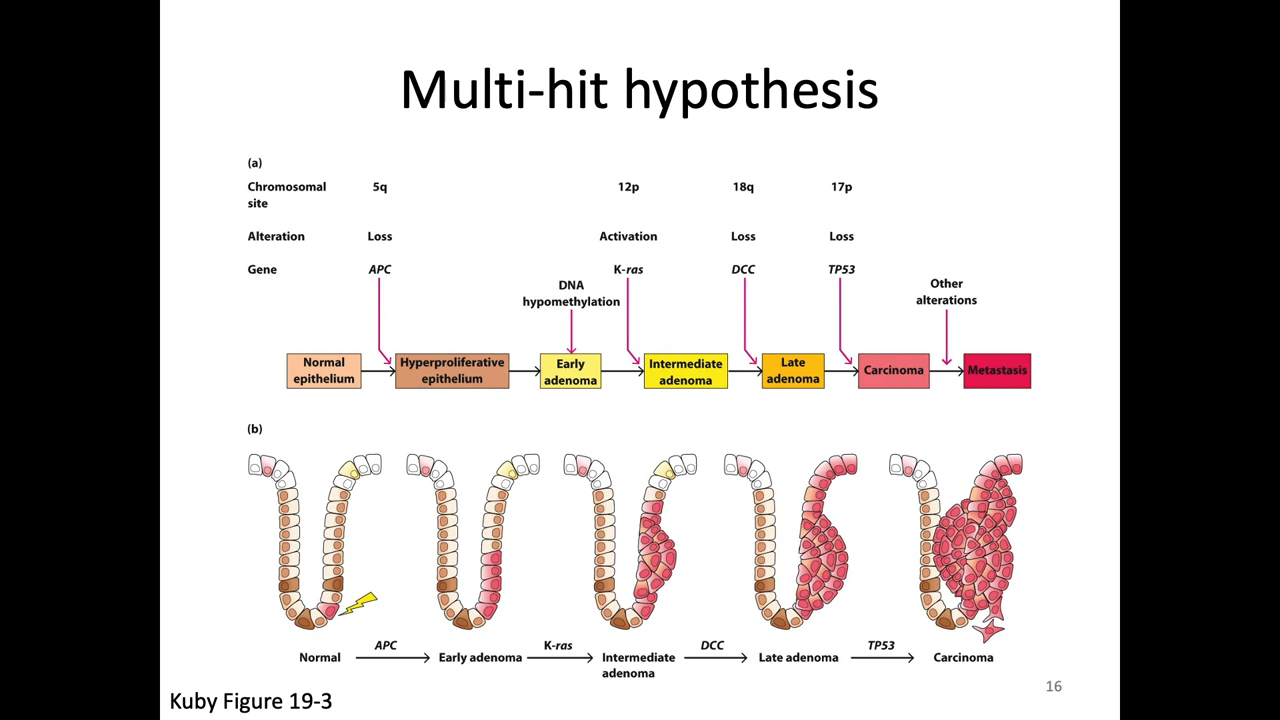 Multi-hit hypothesis
(a)
Chromosomal 5q 12p 18q 17p
site
Alteration Loss Activation Loss Loss
Gene APC K-ras DCC TP53
DNA
hypomethylation
Other
alterations
Normal
epithelium
Hyperproliferative
epithelium
Early
adenoma
Intermediate
adenoma
Late
adenoma
Carcinoma
Metastasis
(b)
APC K-ras DCC TP53
Normal Early adenoma Intermediate Late adenoma Carcinoma
adenoma
Kuby Figure 19-3
16